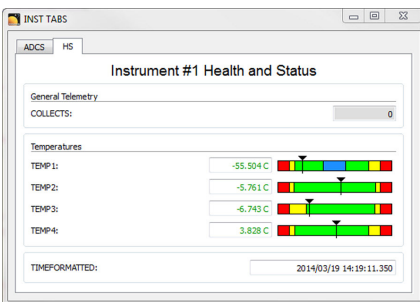 INST TABS
ADCS HS
Instrument #1 Health and Status
General Telemetry
COLLECTS: 0
Temperatures
TEMP1: -55.504 C
TEMP2: -5.761 C
TEMP3: -6.743 C
TEMP4: 3.828 C
TIMEFORMATTED: 2014/03/19 14:19:11.350